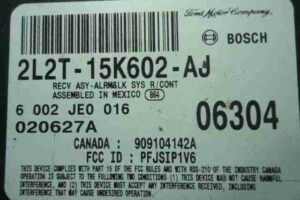 Ford Motor Company
BOSCH
2L2T-15K602-AJ
RECV ASY-ALRM&LK SYS R/CONT
ASSEMBLED IN MEXICO 864
6 002 JE0 016
06304
020627A
CANADA : 909104142A
FCC ID : PFJSIP1V6
THIS DEVICE COMPLIES WITH PART 15 OF THE FCC RULES AND WITH RSS-210 OF THE INDUSTRY CANADA
OPERATION IS SUBJECT TO THE FOLLOWING TWO CONDITIONS (1) THIS DEVICE MAD NOT CAUSE HARMFUL
INTERFERENCE, AND (2) THIS DEVICE MUST ACCEPT ANY INTERFERENCE RECEIVED, INCLUDING
INTERFERENCE THAT MAY CAUSE UNDESIRED OPERATION.